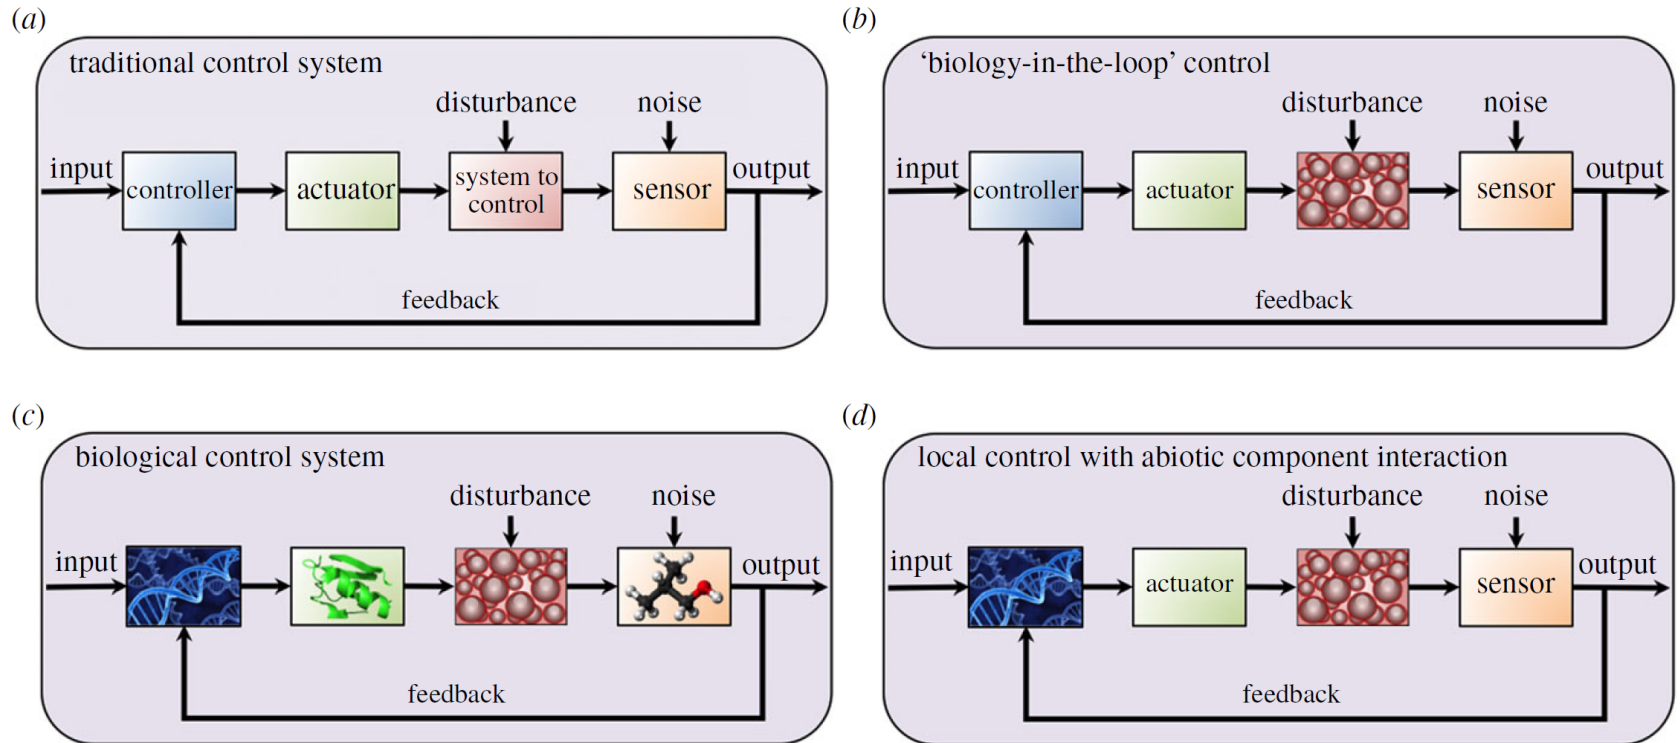 (a)
traditional control system
disturbance
noise
input
controller
actuator
system to
control
sensor
output
feedback
(b)
‘biology-in-the-loop’ control
disturbance
noise
input
controller
actuator
sensor
output
feedback
(c)
biological control system
disturbance
noise
input
output
feedback
(d)
local control with abiotic component interaction
disturbance
noise
input
actuator
sensor
output
feedback